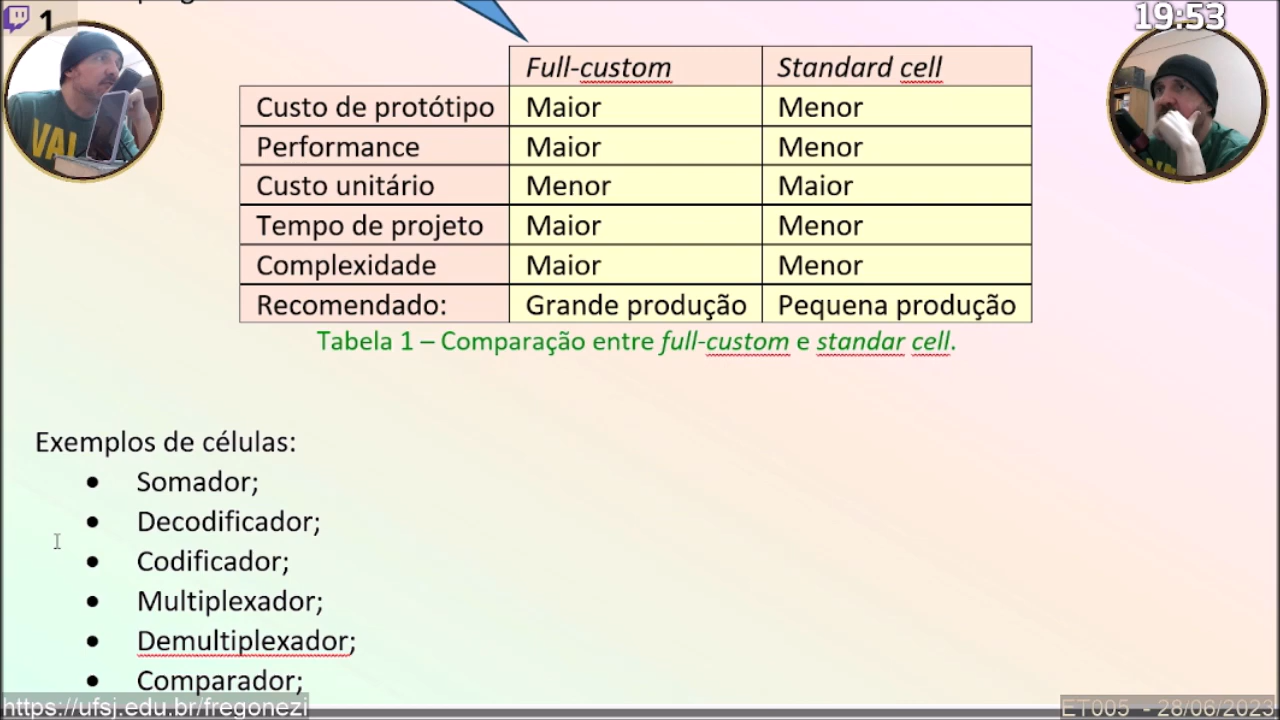 1
19:53
Full-custom Standard cell
Custo de protótipo Maior Menor
Performance Maior Menor
Custo unitário Menor Maior
Tempo de projeto Maior Menor
Complexidade Maior Menor
Recomendado: Grande produção Pequena produção
Tabela 1 – Comparação entre full-custom e standar cell.
Exemplos de células:
• Somador;
• Decodificador;
• Codificador;
• Multiplexador;
• Demultiplexador;
• Comparador;
https://ufsj.edu.br/fregonezi
ET005 - 28/06/2023